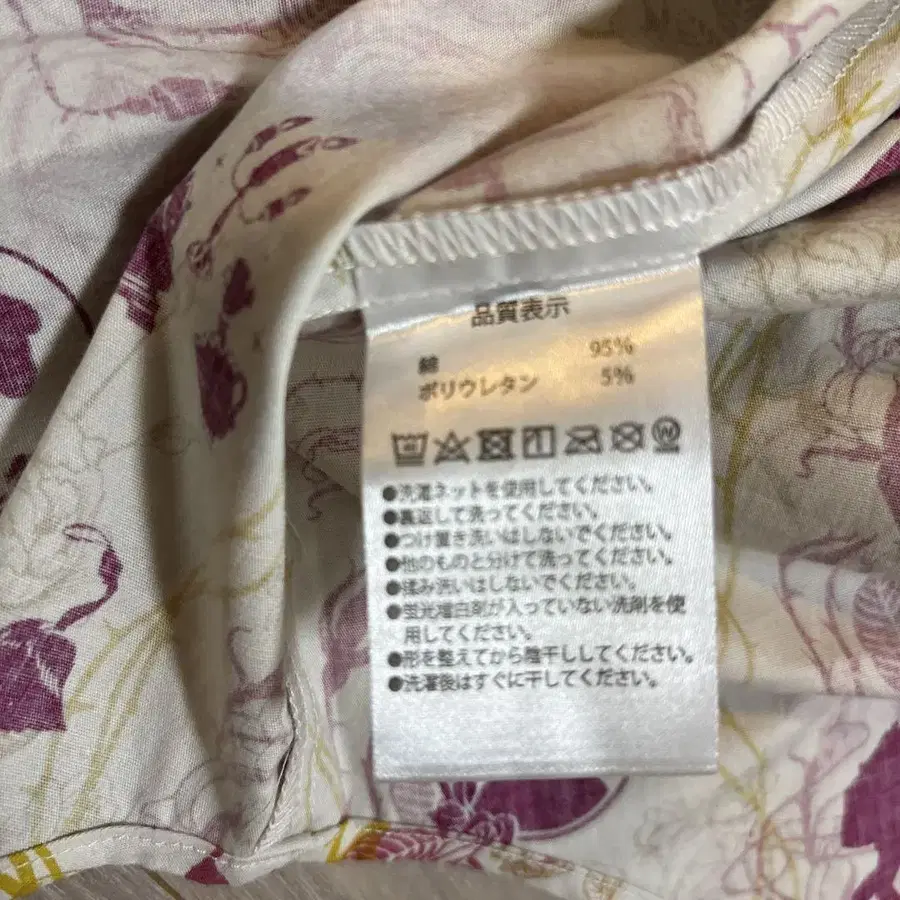 品質表示
綿 95%
ポリウレタン 5%
●洗濯ネットを使用してください。
●裏返して洗ってください。
●つけ置き洗いはしないでください。
●他のものと分けて洗ってください。
●揉み洗いはしないでください。
●蛍光増白剤が入っていない洗剤を使
用してください。
●形を整えてから陰干ししてください。
●洗濯後はすぐに干してください。